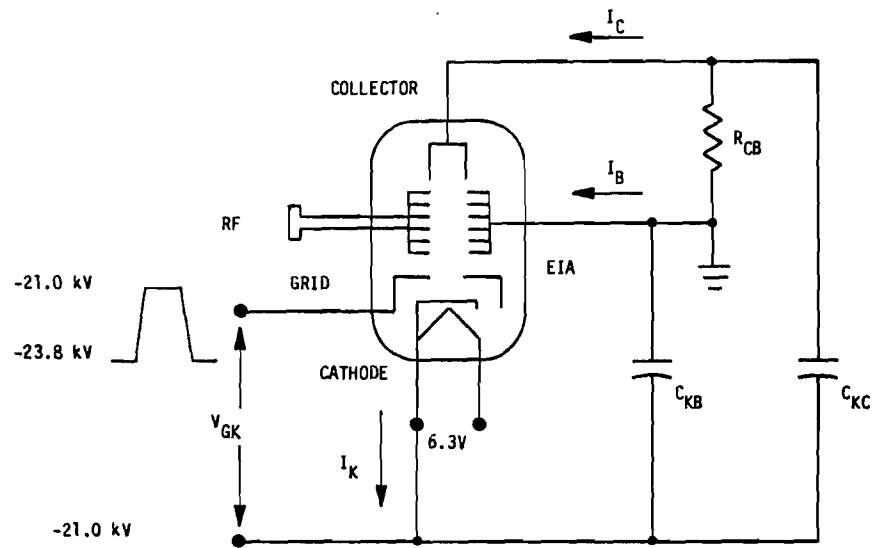 I_C
COLLECTOR
R_CB
I_B
RF
EIA
-21.0 kV
GRID
-23.8 kV
CATHODE
C_KB
C_KC
V_GK
6.3V
I_K
-21.0 kV